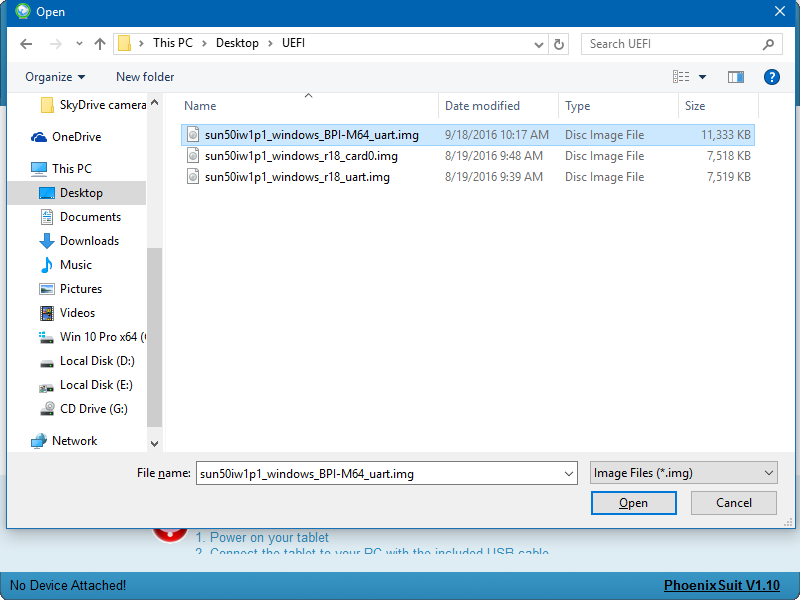 Open
This PC > Desktop > UEFI
Search UEFI
Organize
New folder
?
SkyDrive camera
OneDrive
This PC
Desktop
Documents
Downloads
Music
Pictures
Videos
Win 10 Pro x64 (
Local Disk (D:)
Local Disk (E:)
CD Drive (G:)
Network
Name Date modified Type Size
sun50iw1p1_windows_BPI-M64_uart.img 9/18/2016 10:17 AM Disc Image File 11,333 KB
sun50iw1p1_windows_r18_card0.img 8/19/2016 9:48 AM Disc Image File 7,518 KB
sun50iw1p1_windows_r18_uart.img 8/19/2016 9:39 AM Disc Image File 7,519 KB
File name: sun50iw1p1_windows_BPI-M64_uart.img Image Files (*.img)
Open Cancel
1. Power on your tablet
2. Connect the tablet to your PC with the included USB cable
No Device Attached! PhoenixSuit V1.10